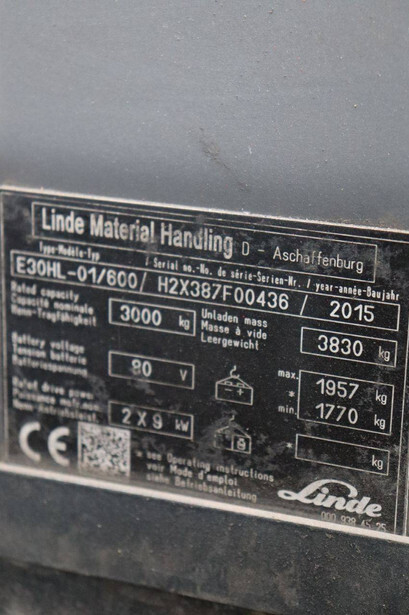 Linde Material Handling D - Aschaffenburg
Type-Modèle-Typ / Serial no.-No. de série-Serien-Nr. / year-année-Baujahr
E30HL-01/600 / H2X387F00436 / 2015
Rated capacity
Capacité nominale
Nenn-Tragfähigkeit
3000 kg
Unladen mass
Masse à vide
Leergewicht
3830 kg
Battery voltage
Tension batterie
Batteriespannung
80 V
- +
max. 1957 kg
*
min. 1770 kg
Rated drive power
Puissance
2 X 9 kW
* kg
CE
* see Operating instructions
voir Mode d'emploi
siehe Betriebsanleitung
Linde